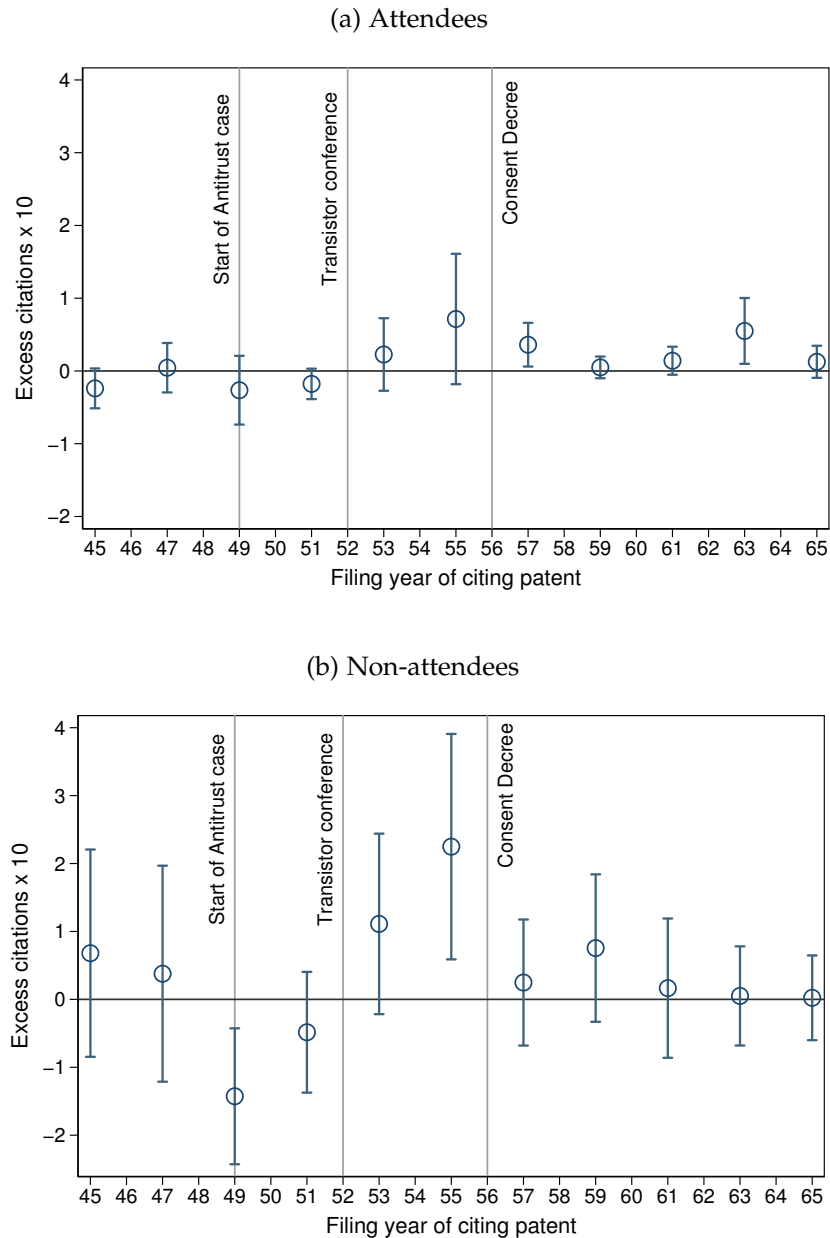 (a) Attendees
4
3
2
1
0
−1
−2
Excess citations x 10
Start of Antitrust case
Transistor conference
Consent Decree
45 46 47 48 49 50 51 52 53 54 55 56 57 58 59 60 61 62 63 64 65
Filing year of citing patent
(b) Non-attendees
4
3
2
1
0
−1
−2
Excess citations x 10
Start of Antitrust case
Transistor conference
Consent Decree
45 46 47 48 49 50 51 52 53 54 55 56 57 58 59 60 61 62 63 64 65
Filing year of citing patent